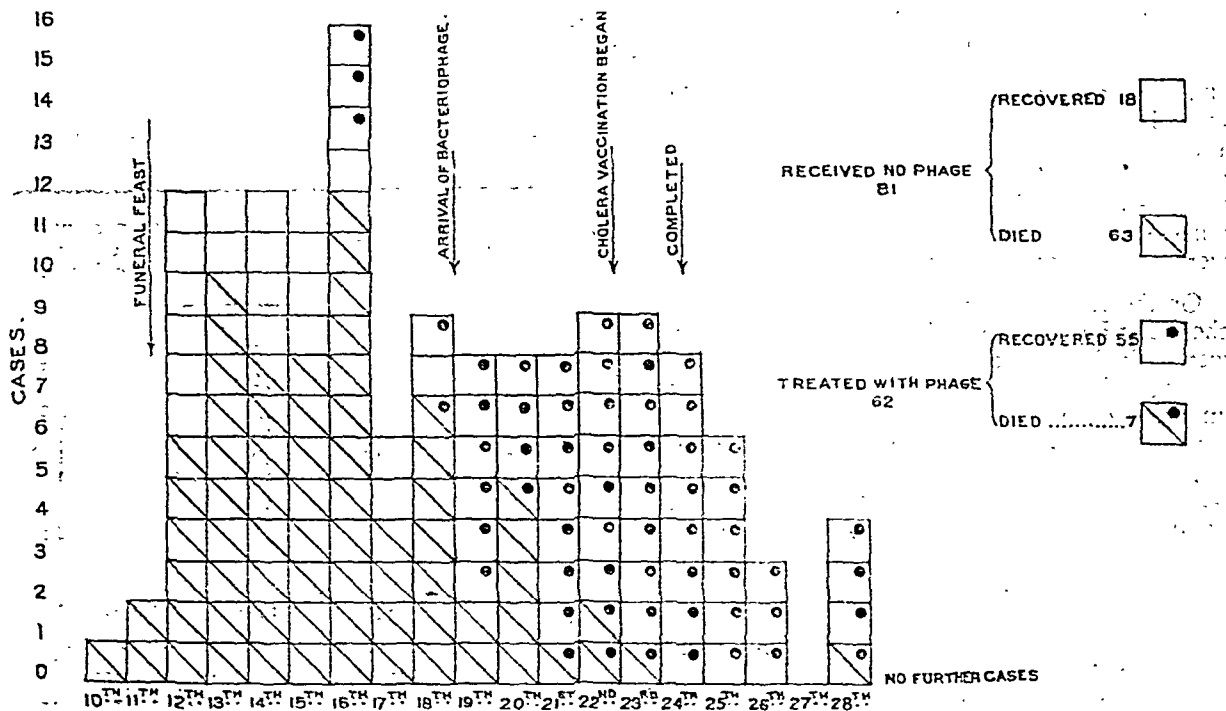 16
15
14
13
12
11
10
9
8
7
6
5
4
3
2
1
0
CASES.
FUNERAL FEAST
ARRIVAL OF BACTERIOPHAGE.
CHOLERA VACCINATION BEGAN
COMPLETED
RECEIVED NO PHAGE
81
RECOVERED 18
DIED 63
TREATED WITH PHAGE
62
RECOVERED 55
DIED ............7
NO FURTHER CASES
10TH 11TH 12TH 13TH 14TH 15TH 16TH 17TH 18TH 19TH 20TH 21ST 22ND 23RD 24TH 25TH 26TH 27TH 28TH